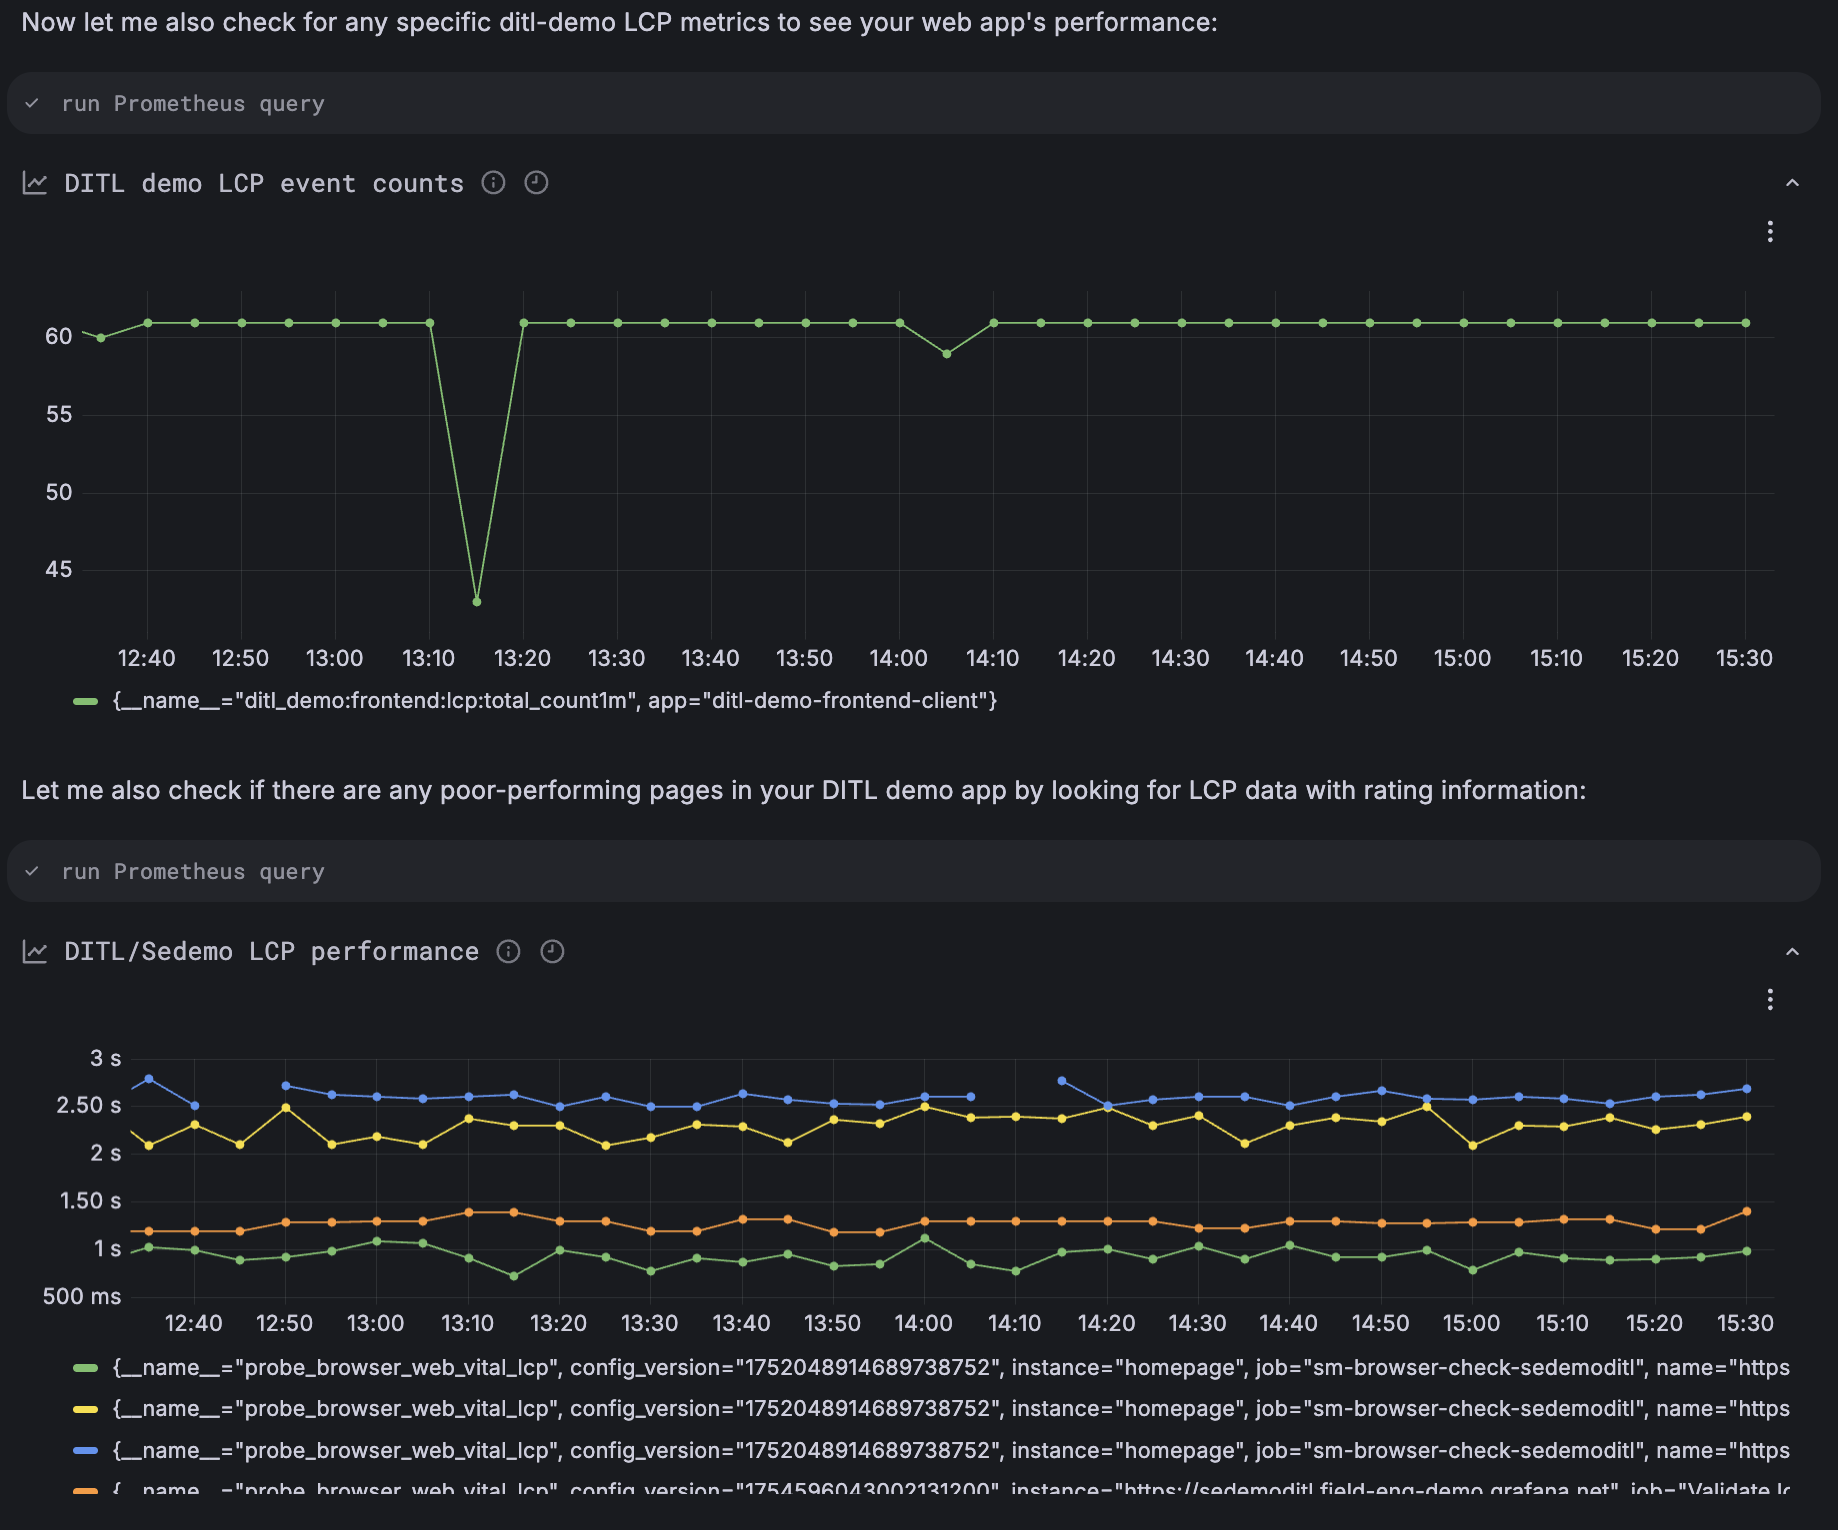 Now let me also check for any specific ditl-demo LCP metrics to see your web app's performance:
run Prometheus query
DITL demo LCP event counts
60
55
50
45
12:40 12:50 13:00 13:10 13:20 13:30 13:40 13:50 14:00 14:10 14:20 14:30 14:40 14:50 15:00 15:10 15:20 15:30
{__name__="ditl_demo:frontend:lcp:total_count1m", app="ditl-demo-frontend-client"}
Let me also check if there are any poor-performing pages in your DITL demo app by looking for LCP data with rating information:
run Prometheus query
DITL/Sedemo LCP performance
3 s
2.50 s
2 s
1.50 s
1 s
500 ms
12:40 12:50 13:00 13:10 13:20 13:30 13:40 13:50 14:00 14:10 14:20 14:30 14:40 14:50 15:00 15:10 15:20 15:30
{__name__="probe_browser_web_vital_lcp", config_version="1752048914689738752", instance="homepage", job="sm-browser-check-sedemoditl", name="https
{__name__="probe_browser_web_vital_lcp", config_version="1752048914689738752", instance="homepage", job="sm-browser-check-sedemoditl", name="https
{__name__="probe_browser_web_vital_lcp", config_version="1752048914689738752", instance="homepage", job="sm-browser-check-sedemoditl", name="https
{__name__="probe_browser_web_vital_lcp", config_version="1754596043002131200", instance="https://sedemoditl.field-eng-demo.grafana.net", job="Validate